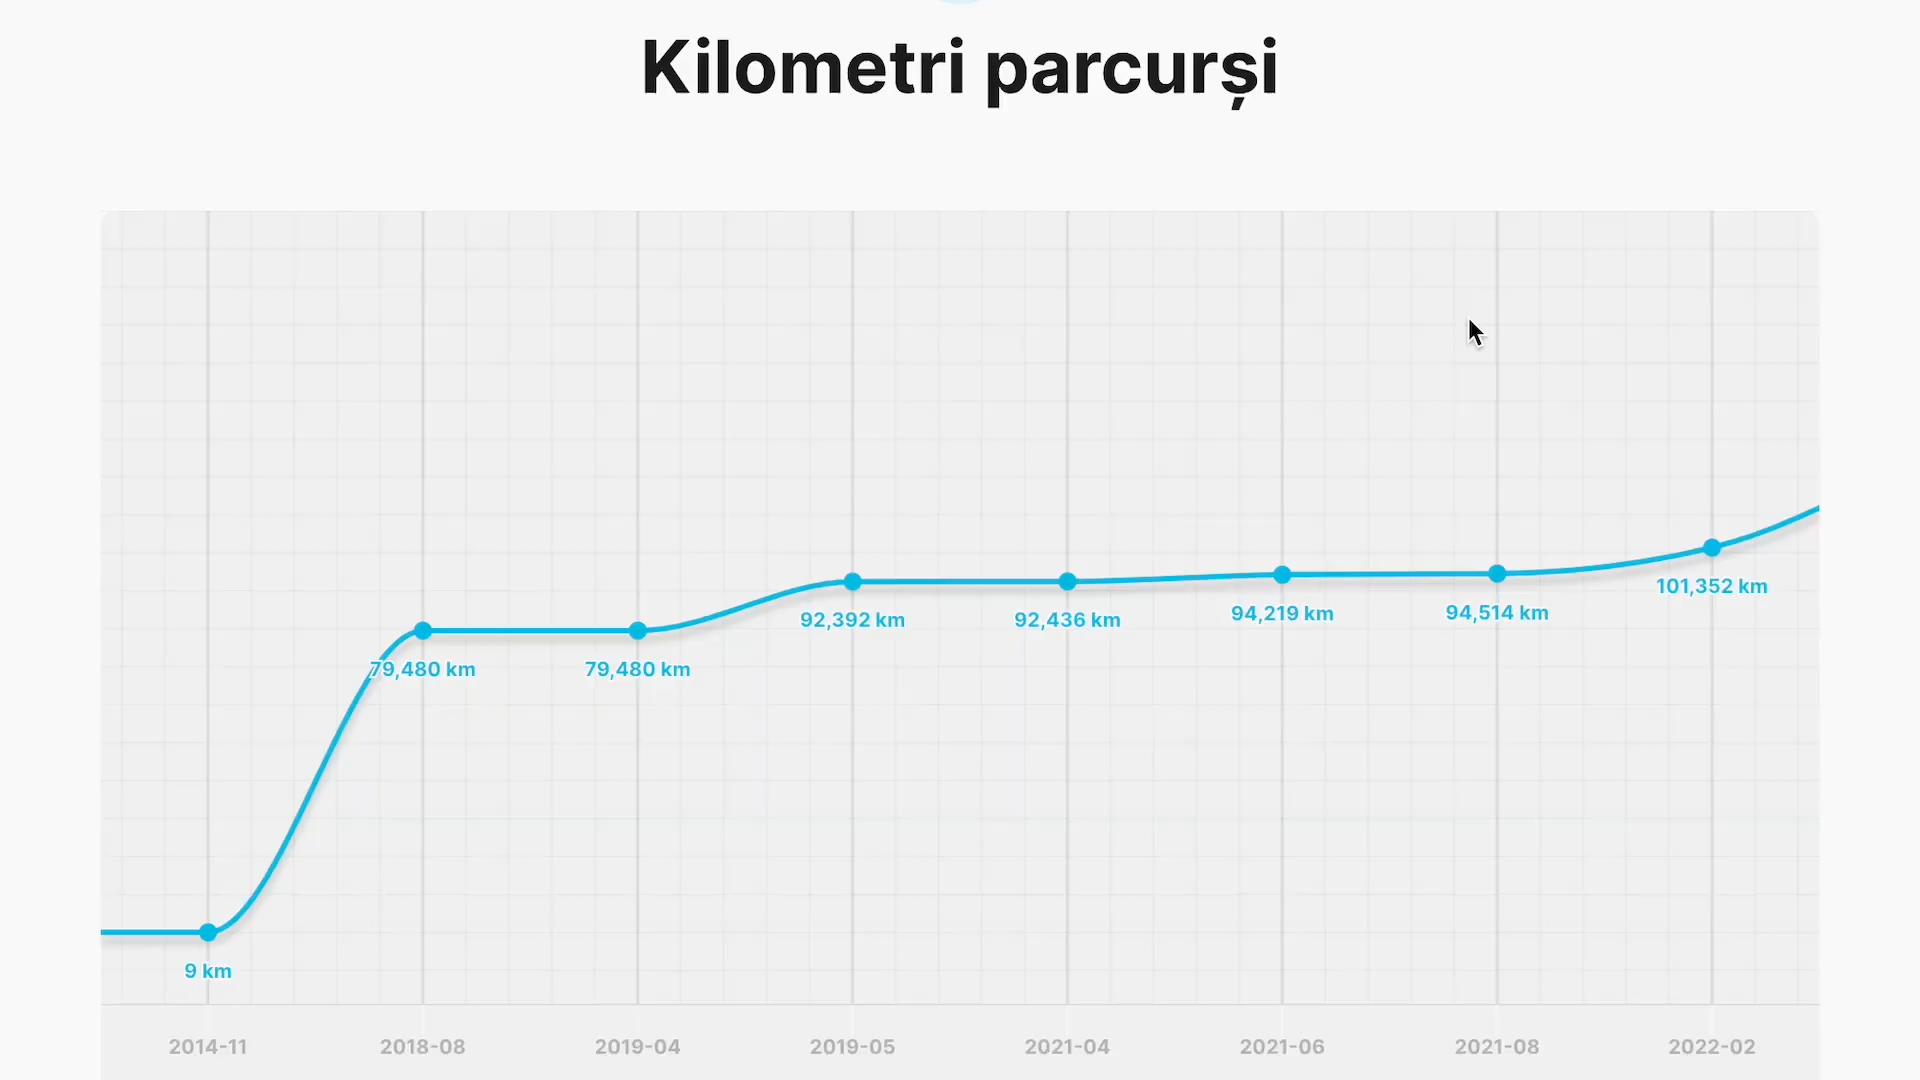 Kilometri parcurși
101,352 km
92,392 km
92,436 km
94,219 km
94,514 km
79,480 km
79,480 km
9 km
2014-11
2018-08
2019-04
2019-05
2021-04
2021-06
2021-08
2022-02